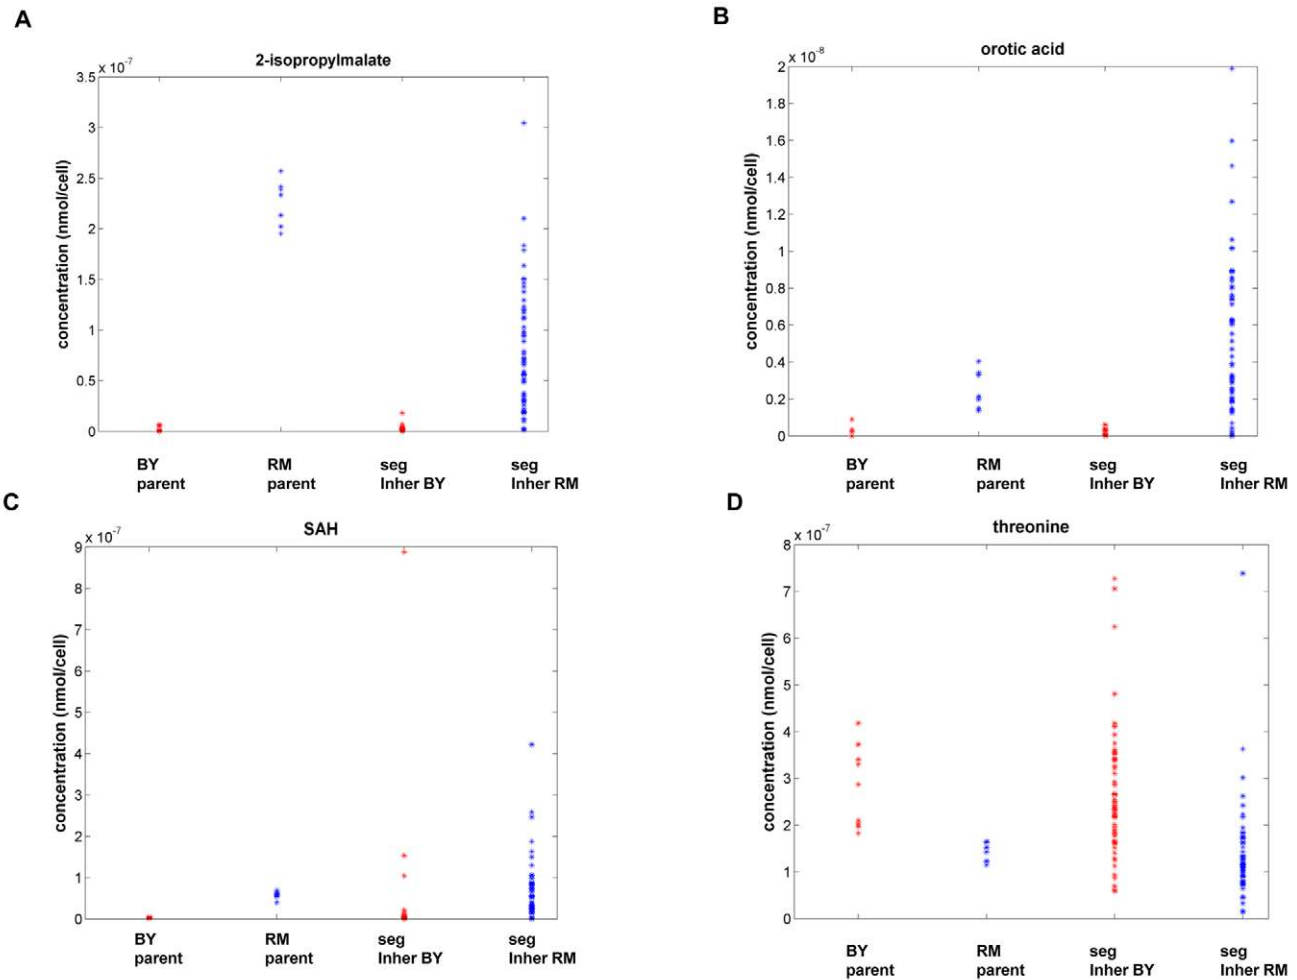 A
2-isopropylmalate
x 10-7
concentration (nmol/cell)
3.5
3
2.5
2
1.5
1
0.5
0
BY parent
RM parent
seg Inher BY
seg Inher RM
B
orotic acid
x 10-8
concentration (nmol/cell)
2
1.8
1.6
1.4
1.2
1
0.8
0.6
0.4
0.2
0
BY parent
RM parent
seg Inher BY
seg Inher RM
C
SAH
x 10-7
concentration (nmol/cell)
9
8
7
6
5
4
3
2
1
0
BY parent
RM parent
seg Inher BY
seg Inher RM
D
threonine
x 10-7
concentration (nmol/cell)
8
7
6
5
4
3
2
1
0
BY parent
RM parent
seg Inher BY
seg Inher RM